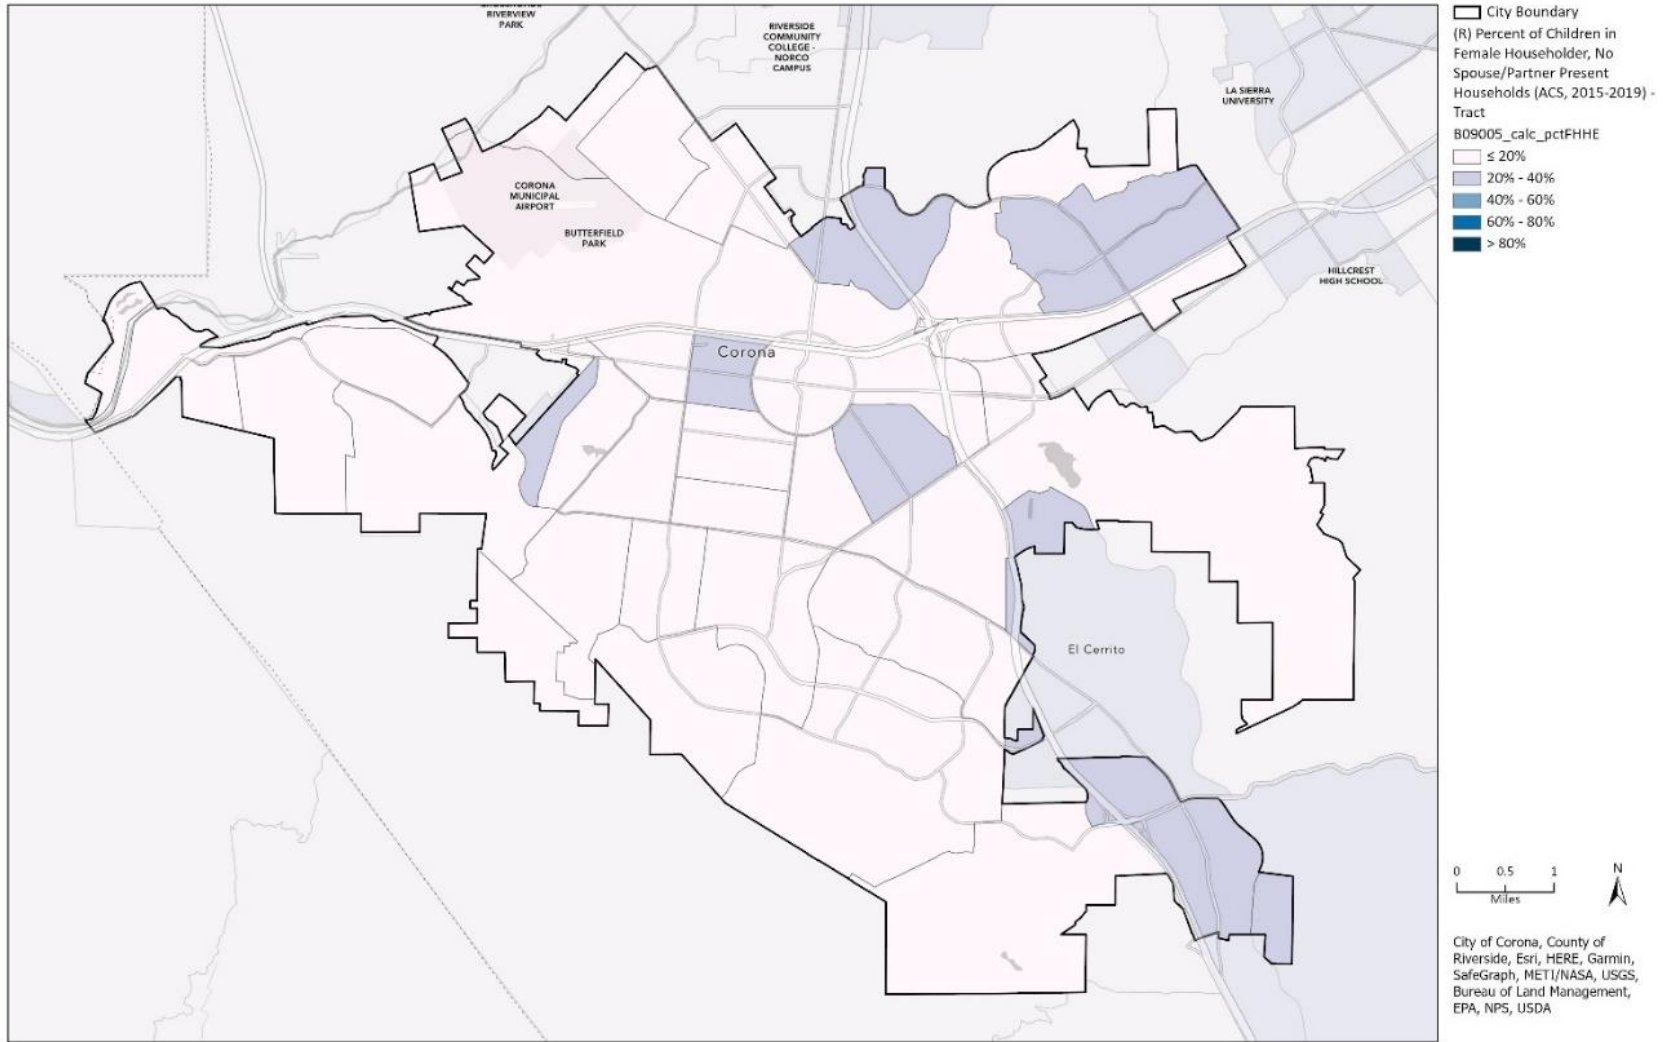 RIVERVIEW
PARK
RIVERSIDE
COMMUNITY
COLLEGE -
NORCO
CAMPUS
LA SIERRA
UNIVERSITY
CORONA
MUNICIPAL
AIRPORT
BUTTERFIELD
PARK
HILLCREST
HIGH SCHOOL
Corona
El Cerrito
City Boundary
(R) Percent of Children in
Female Householder, No
Spouse/Partner Present
Households (ACS, 2015-2019) -
Tract
B09005_calc_pctFHHE
≤ 20%
20% - 40%
40% - 60%
60% - 80%
> 80%
0 0.5 1
Miles
N
City of Corona, County of
Riverside, Esri, HERE, Garmin,
SafeGraph, METI/NASA, USGS,
Bureau of Land Management,
EPA, NPS, USDA